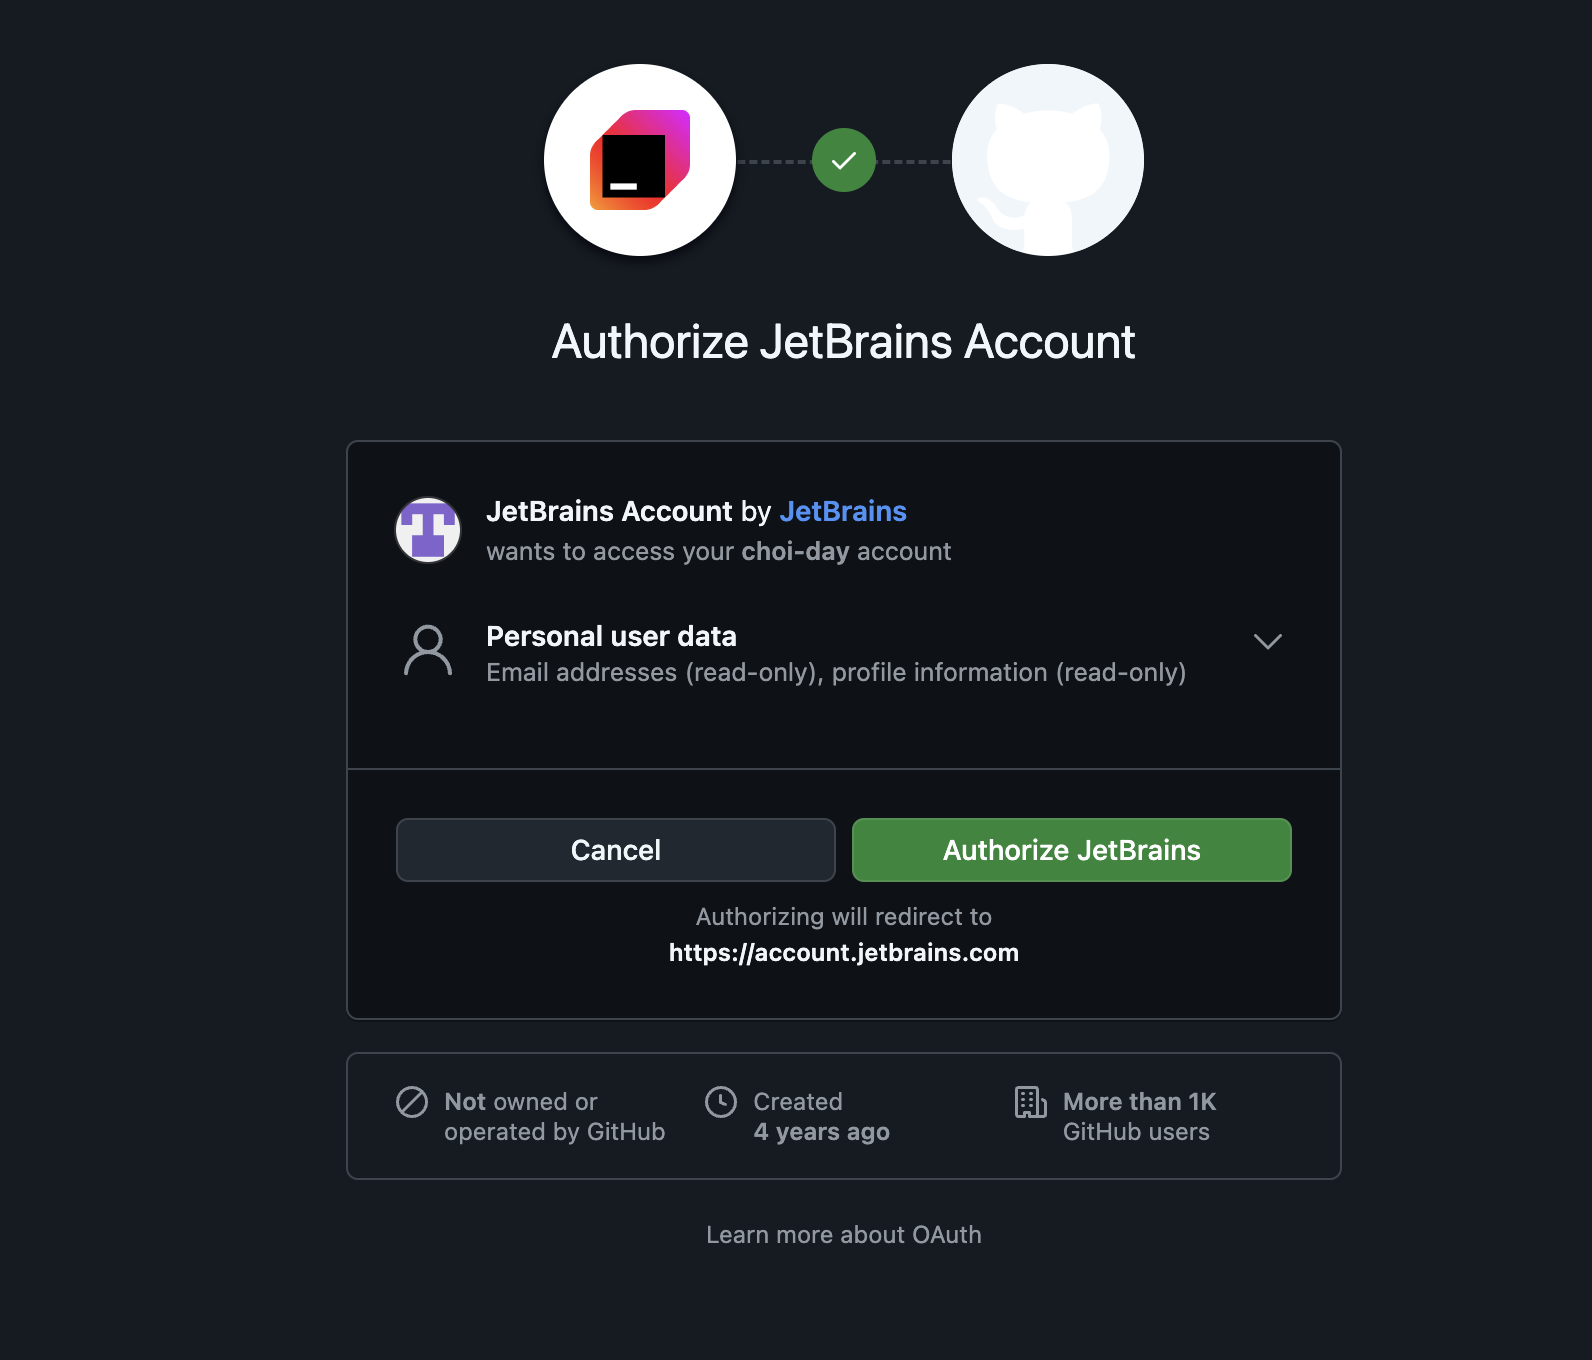 Authorize JetBrains Account
JetBrains Account by JetBrains
wants to access your choi-day account
Personal user data
Email addresses (read-only), profile information (read-only)
Cancel
Authorize JetBrains
Authorizing will redirect to
https://account.jetbrains.com
Not owned or
operated by GitHub
Created
4 years ago
More than 1K
GitHub users
Learn more about OAuth